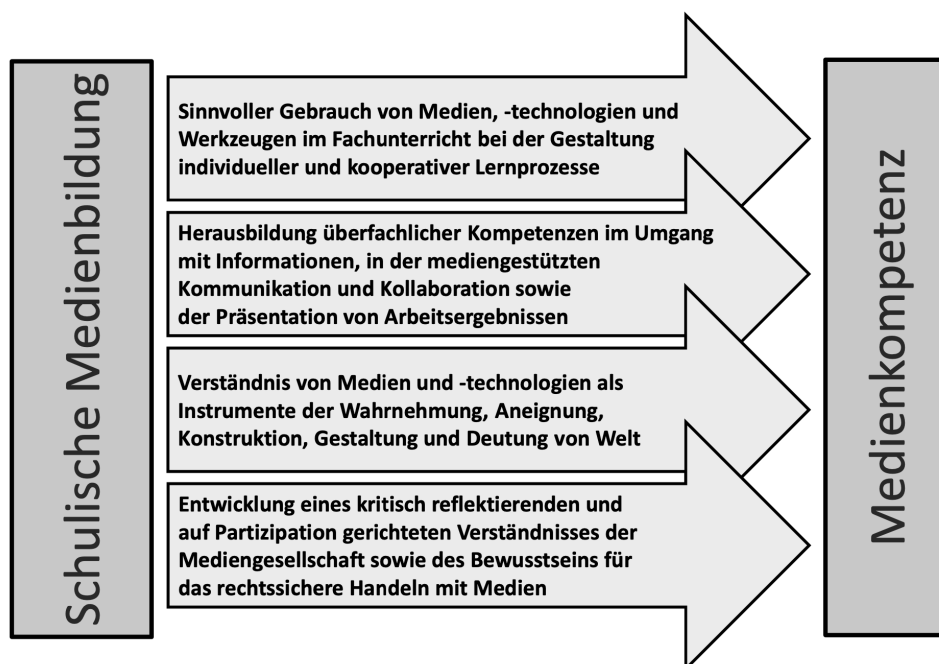 Schulische Medienbildung
Sinnvoller Gebrauch von Medien, -technologien und
Werkzeugen im Fachunterricht bei der Gestaltung
individueller und kooperativer Lernprozesse
Herausbildung überfachlicher Kompetenzen im Umgang
mit Informationen, in der mediengestützten
Kommunikation und Kollaboration sowie
der Präsentation von Arbeitsergebnissen
Verständnis von Medien und -technologien als
Instrumente der Wahrnehmung, Aneignung,
Konstruktion, Gestaltung und Deutung von Welt
Entwicklung eines kritisch reflektierenden und
auf Partizipation gerichteten Verständnisses der
Mediengesellschaft sowie des Bewusstseins für
das rechtssichere Handeln mit Medien
Medienkompetenz